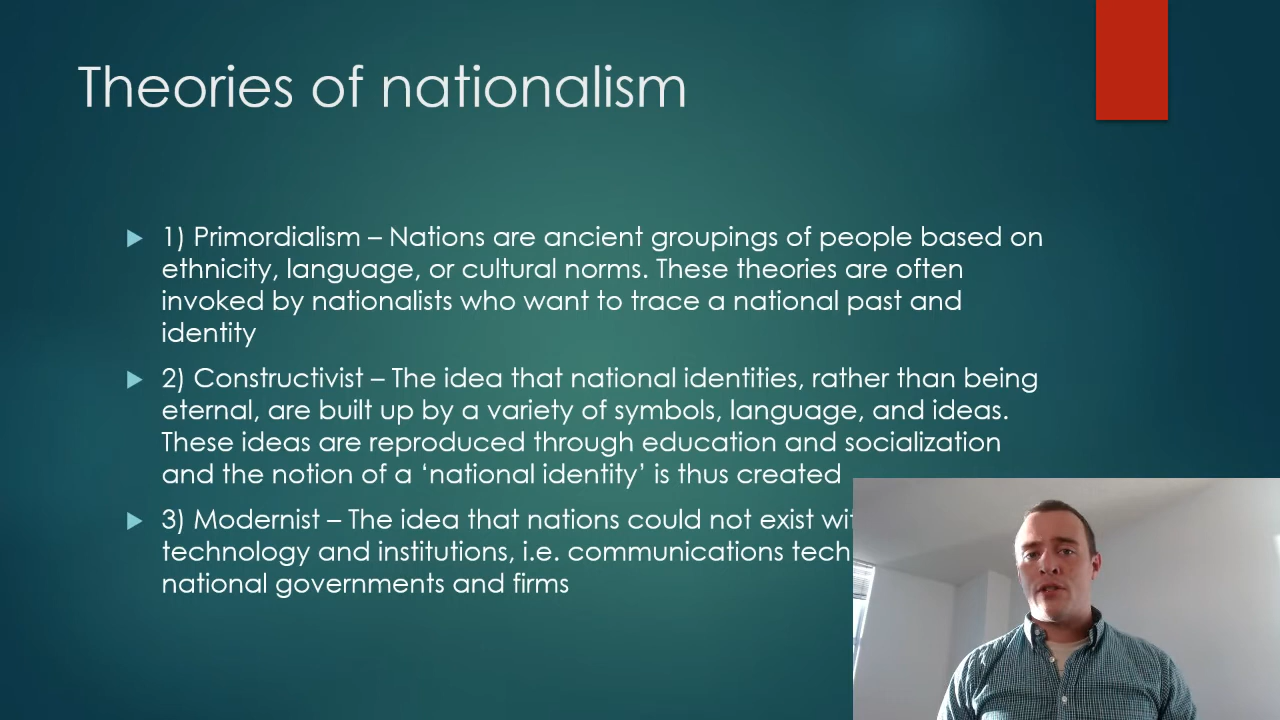 Theories of nationalism
1) Primordialism – Nations are ancient groupings of people based on
ethnicity, language, or cultural norms. These theories are often
invoked by nationalists who want to trace a national past and
identity
2) Constructivist – The idea that national identities, rather than being
eternal, are built up by a variety of symbols, language, and ideas.
These ideas are reproduced through education and socialization
and the notion of a ‘national identity’ is thus created
3) Modernist – The idea that nations could not exist
technology and institutions, i.e. communications
national governments and firms